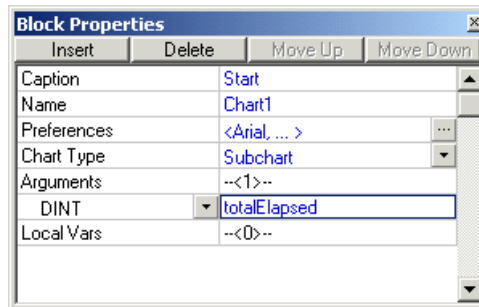 Block Properties
Insert Delete Move Up Move Down
Caption Start
Name Chart1
Preferences <Arial, ... > ...
Chart Type Subchart
Arguments --<1>--
DINT totalElapsed
Local Vars --<0>--